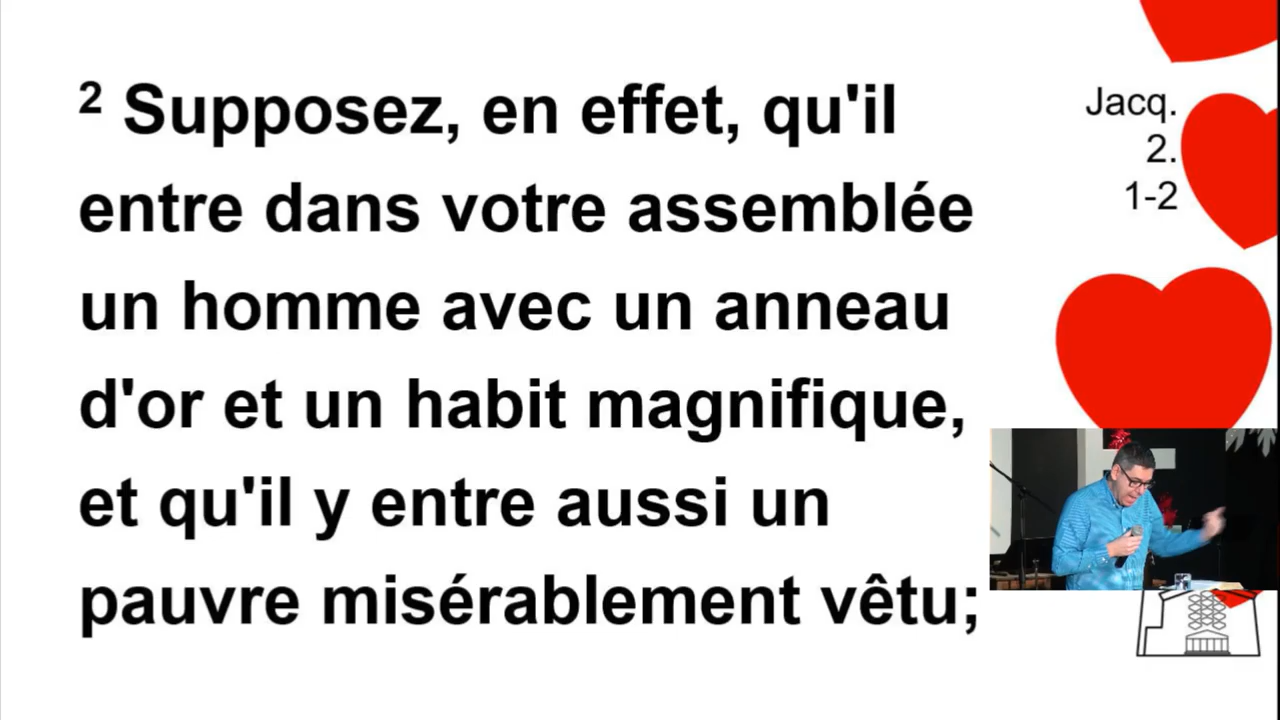 2 Supposez, en effet, qu'il
entre dans votre assemblée
un homme avec un anneau
d'or et un habit magnifique,
et qu'il y entre aussi un
pauvre misérablement vêtu;
Jacq.
2.
1-2